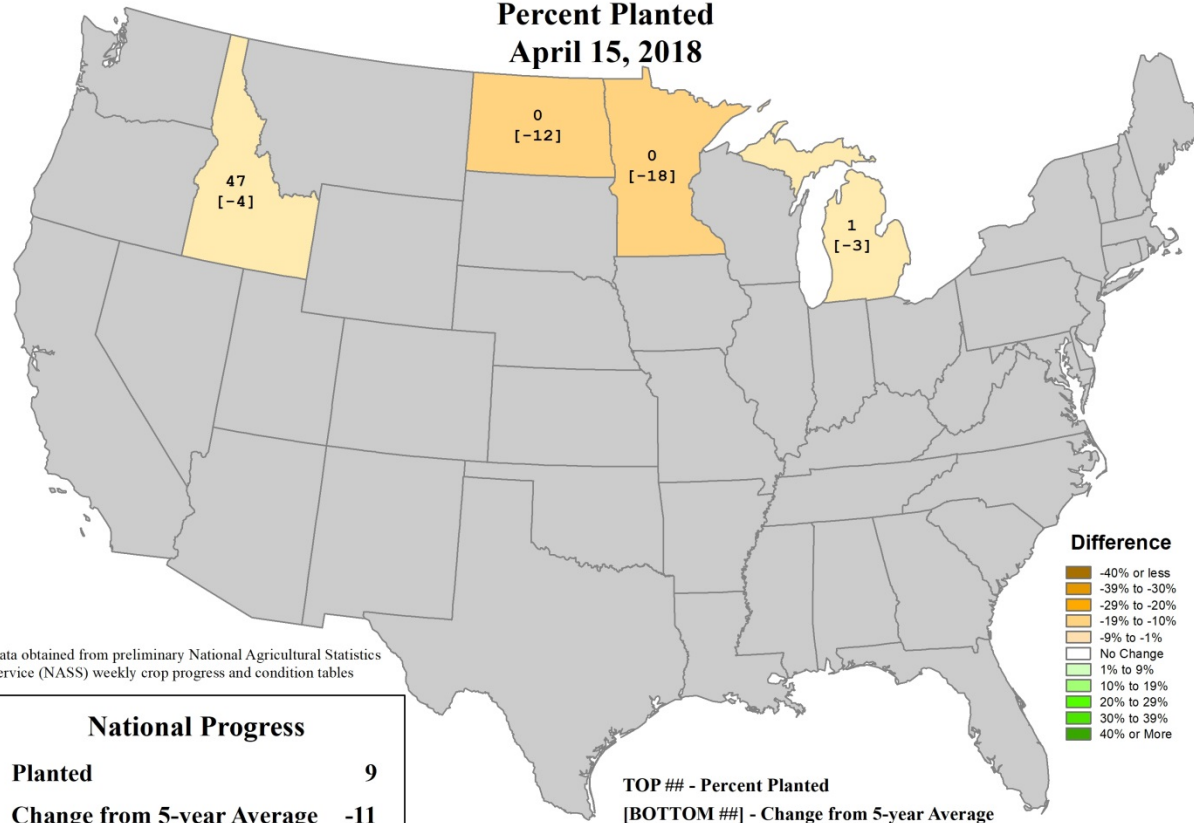 Percent Planted
April 15, 2018
0
[-12]
0
[-18]
47
[-4]
1
[-3]
Difference
-40% or less
-39% to -30%
-29% to -20%
-19% to -10%
-9% to -1%
No Change
1% to 9%
10% to 19%
20% to 29%
30% to 39%
40% or More
ata obtained from preliminary National Agricultural Statistics
ervice (NASS) weekly crop progress and condition tables
National Progress
Planted 9
Change from 5-year Average -11
TOP ## - Percent Planted
[BOTTOM ##] - Change from 5-year Average